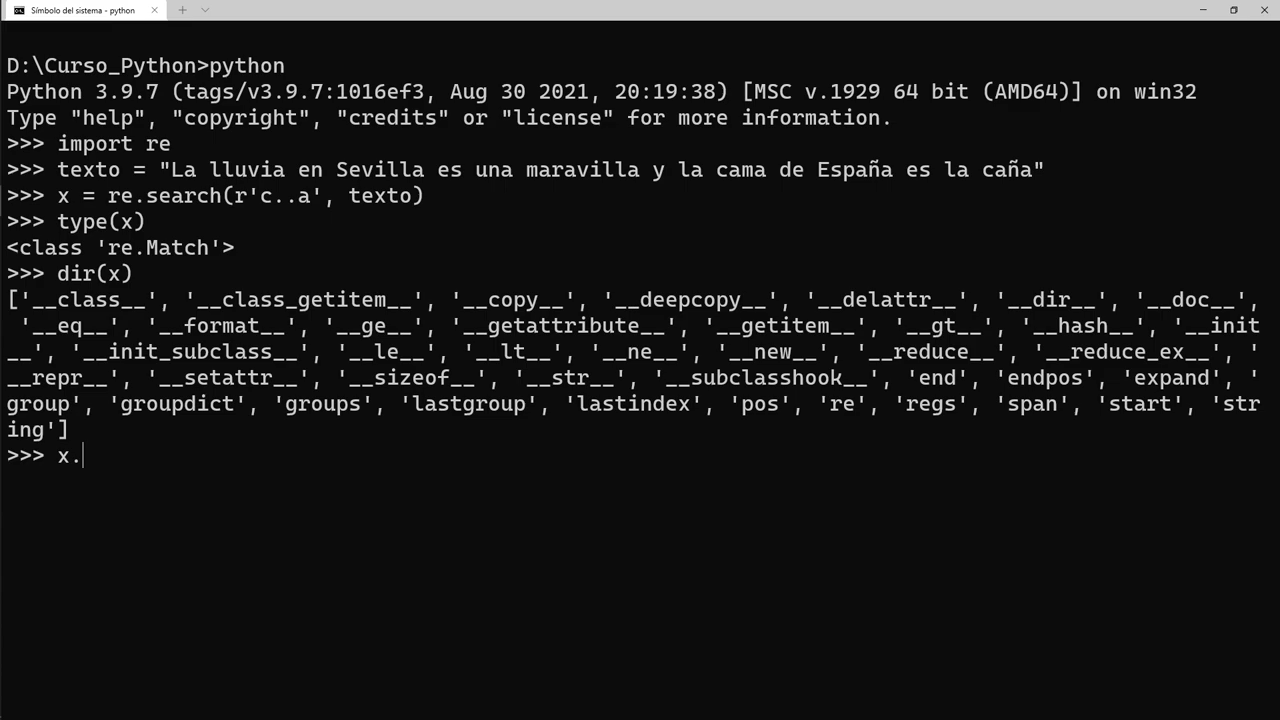 Símbolo del sistema - python
D:\Curso_Python>python
Python 3.9.7 (tags/v3.9.7:1016ef3, Aug 30 2021, 20:19:38) [MSC v.1929 64 bit (AMD64)] on win32
Type "help", "copyright", "credits" or "license" for more information.
>>> import re
>>> texto = "La lluvia en Sevilla es una maravilla y la cama de España es la caña"
>>> x = re.search(r'c..a', texto)
>>> type(x)
<class 're.Match'>
>>> dir(x)
['__class__', '__class_getitem__', '__copy__', '__deepcopy__', '__delattr__', '__dir__', '__doc__',
'__eq__', '__format__', '__ge__', '__getattribute__', '__getitem__', '__gt__', '__hash__', '__init
__', '__init_subclass__', '__le__', '__lt__', '__ne__', '__new__', '__reduce__', '__reduce_ex__', '
__repr__', '__setattr__', '__sizeof__', '__str__', '__subclasshook__', 'end', 'endpos', 'expand', '
group', 'groupdict', 'groups', 'lastgroup', 'lastindex', 'pos', 're', 'regs', 'span', 'start', 'str
ing']
>>> x.